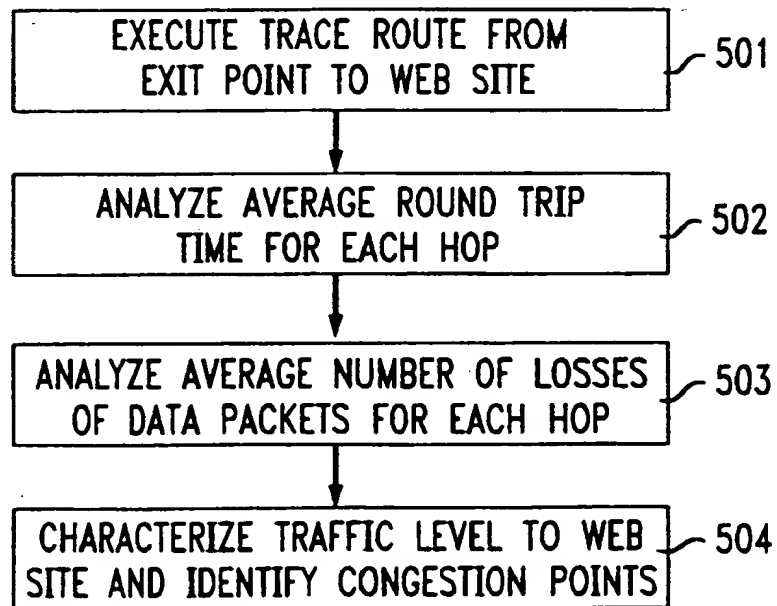 EXECUTE TRACE ROUTE FROM
EXIT POINT TO WEB SITE
501
ANALYZE AVERAGE ROUND TRIP
TIME FOR EACH HOP
502
ANALYZE AVERAGE NUMBER OF LOSSES
OF DATA PACKETS FOR EACH HOP
503
CHARACTERIZE TRAFFIC LEVEL TO WEB
SITE AND IDENTIFY CONGESTION POINTS
504